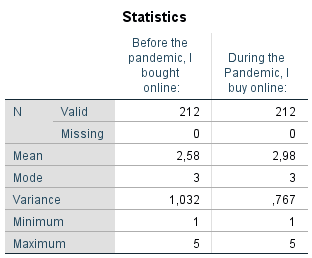 Statistics
Before the
pandemic, I
bought
online:
During the
Pandemic, I
buy online:
N Valid 212 212
Missing 0 0
Mean 2,58 2,98
Mode 3 3
Variance 1,032 ,767
Minimum 1 1
Maximum 5 5